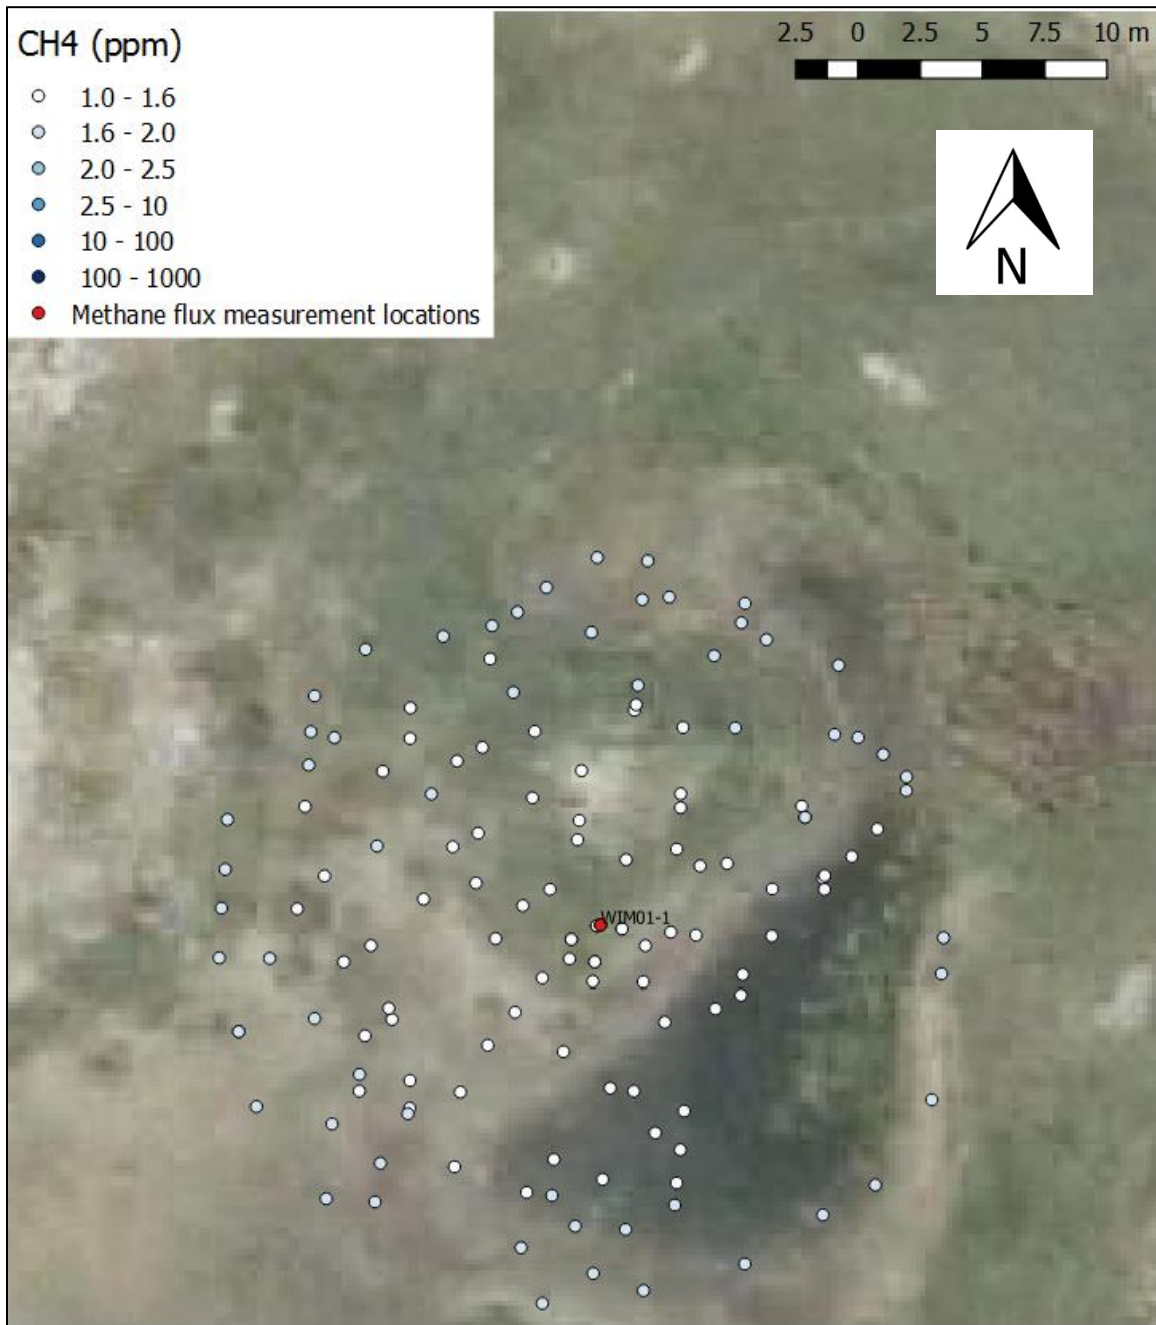 CH4 (ppm)
1.0 - 1.6
1.6 - 2.0
2.0 - 2.5
2.5 - 10
10 - 100
100 - 1000
Methane flux measurement locations
2.5 0 2.5 5 7.5 10 m
N
WIM01-1